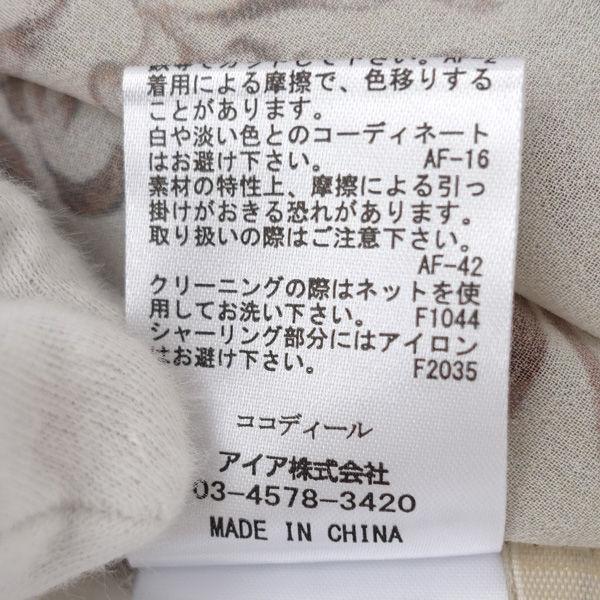 着用による摩擦で、色移りする
ことがあります。
白や淡い色とのコーディネート
はお避け下さい。 AF-16
素材の特性上、摩擦による引っ
掛けがおきる恐れがあります。
取り扱いの際はご注意下さい。
AF-42
クリーニングの際はネットを使
用してお洗い下さい。 F1044
シャーリング部分にはアイロン
はお避け下さい。 F2035
ココディール
アイア株式会社
03-4578-3420
MADE IN CHINA